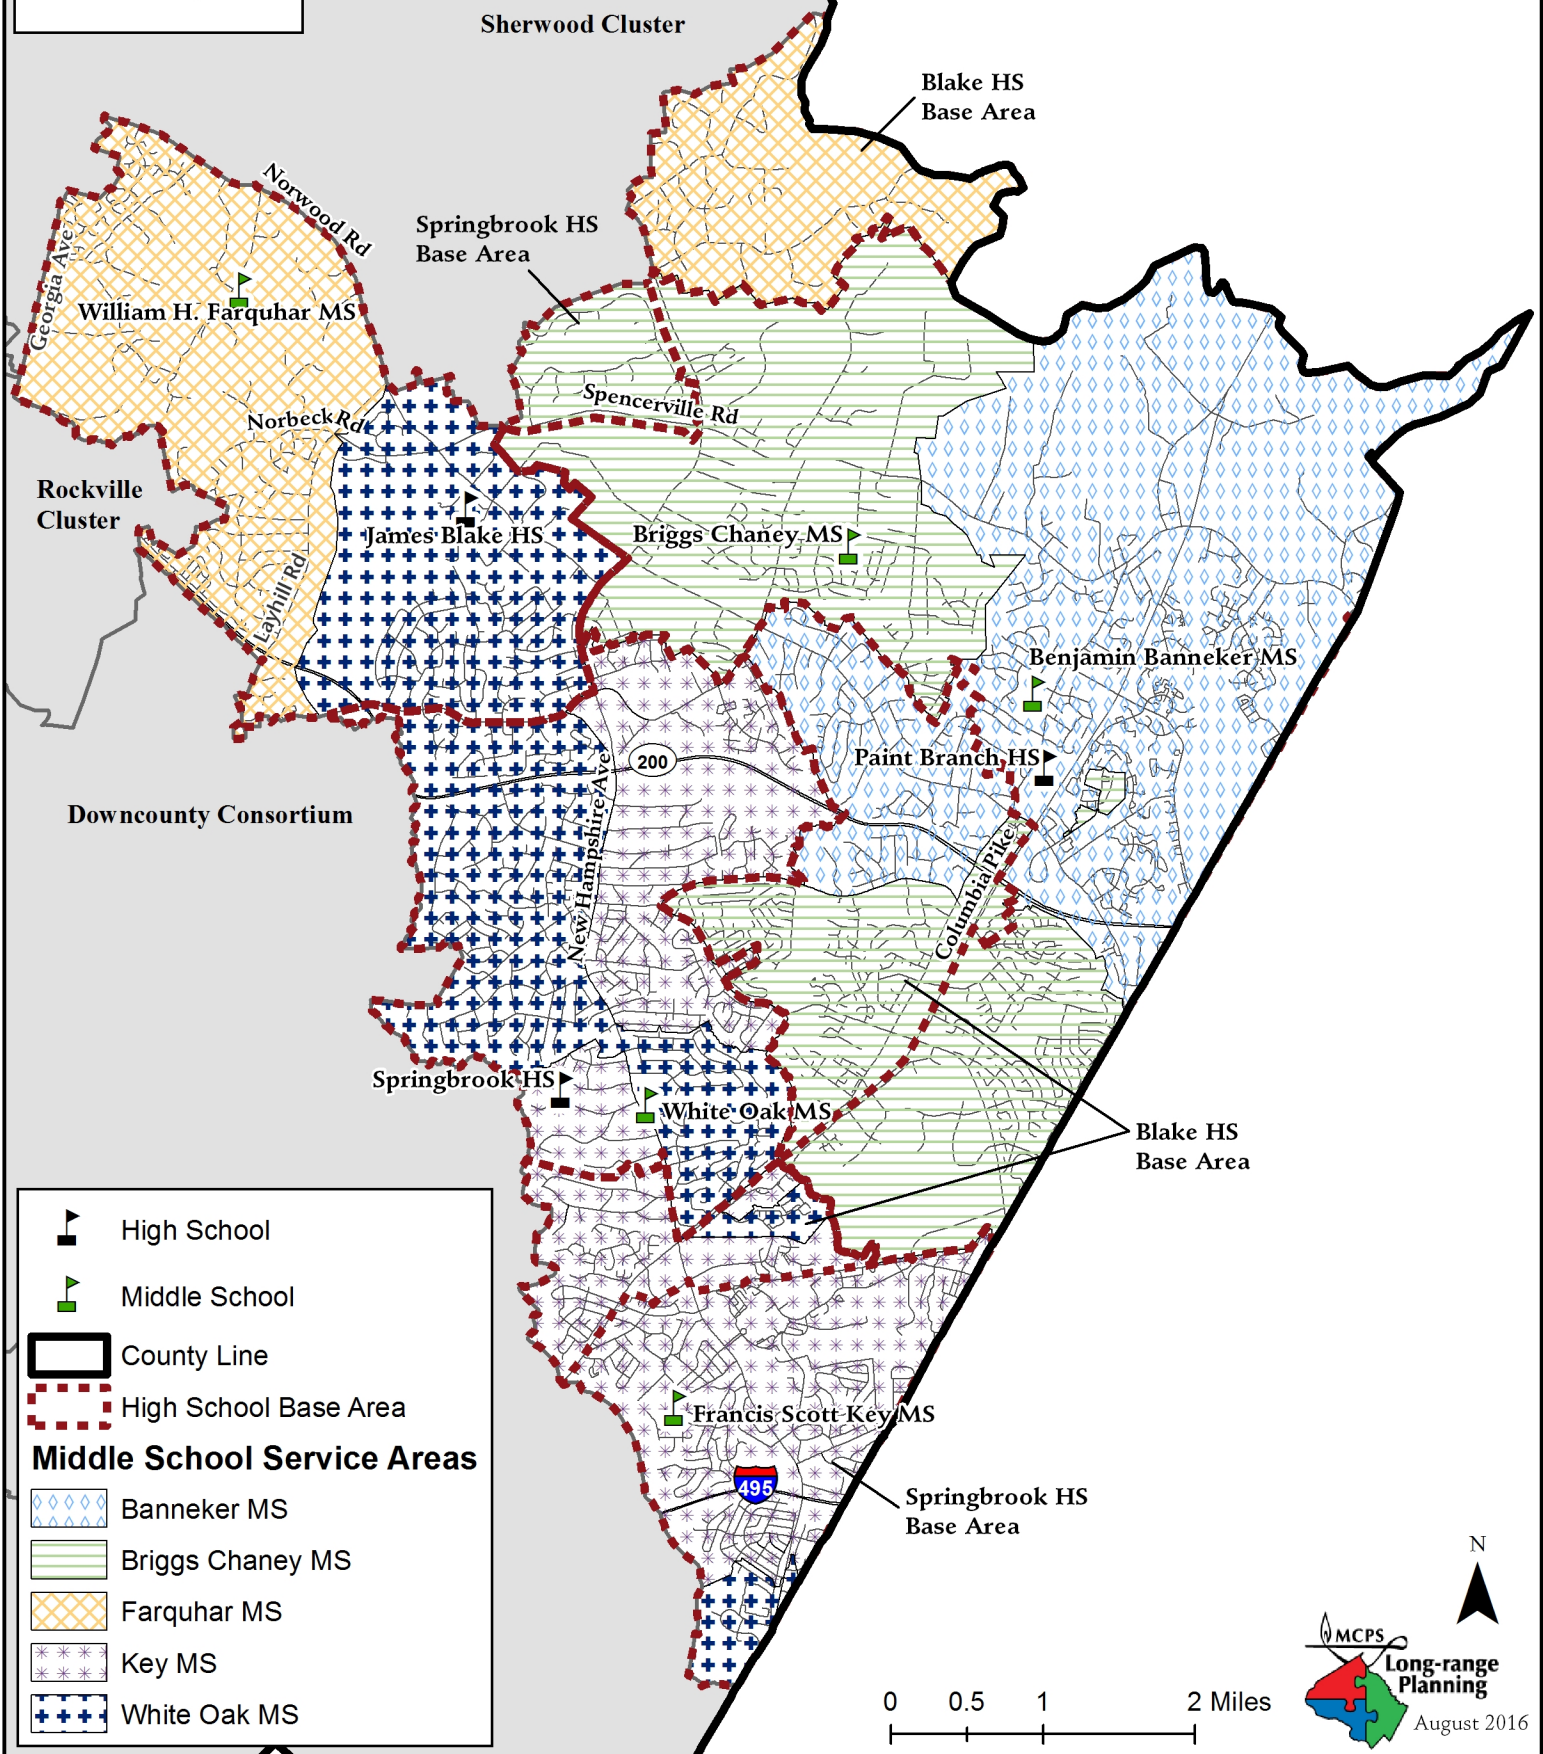 Sherwood Cluster
Blake HS
Base Area
Norwood Rd
Springbrook HS
Base Area
Georgia Ave
William H. Farquhar MS
Spencerville Rd
Norbeck Rd
Rockville
Cluster
James Blake HS
Briggs Chaney MS
Layhill Rd
Benjamin Banneker MS
Paint Branch HS
200
Downcounty Consortium
New Hampshire Ave
Columbia Pike
Springbrook HS
White Oak MS
Blake HS
Base Area
Francis Scott Key MS
495
Springbrook HS
Base Area
High School
Middle School
County Line
High School Base Area
Middle School Service Areas
Banneker MS
Briggs Chaney MS
Farquhar MS
Key MS
White Oak MS
N
MCPS
Long-range
Planning
August 2016
0 0.5 1 2 Miles